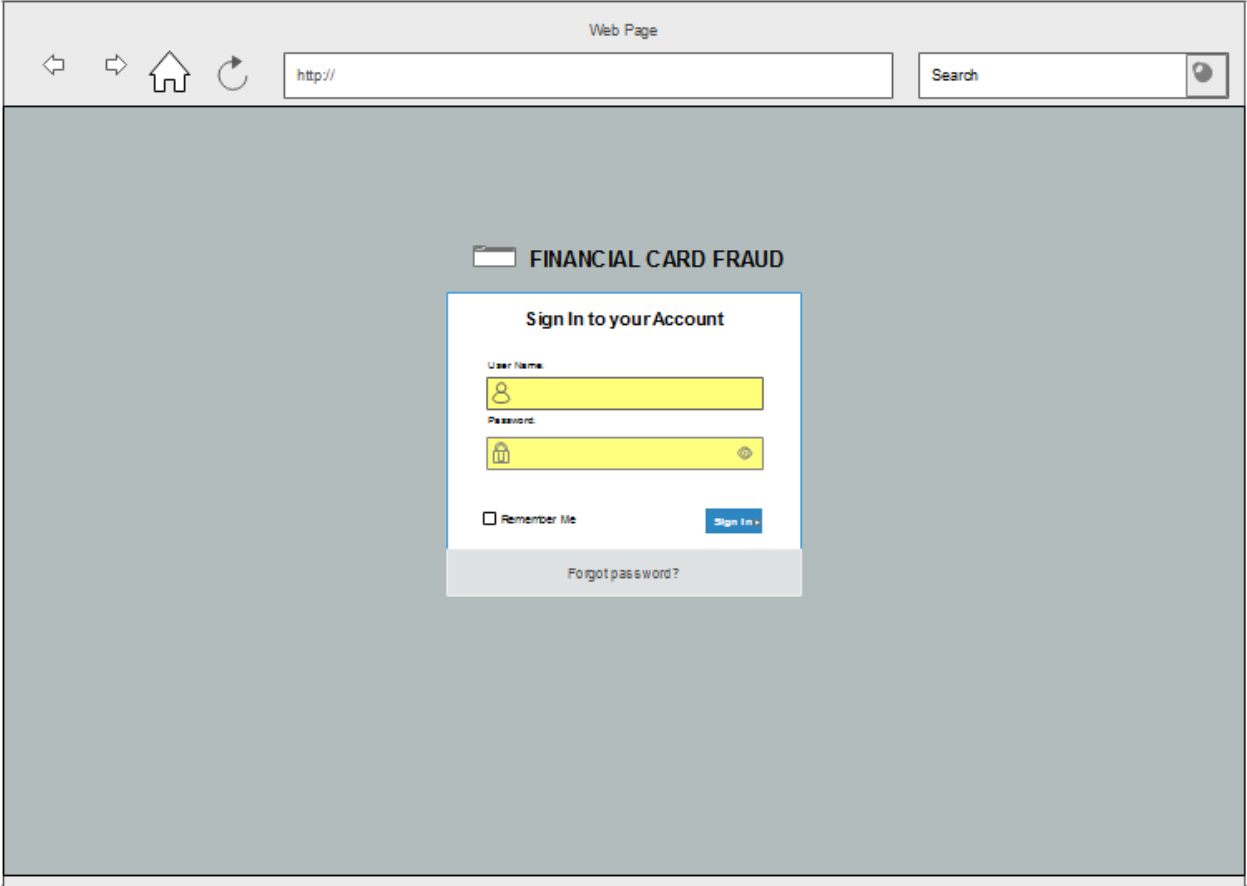 Web Page
http://
Search
FINANCIAL CARD FRAUD
Sign In to your Account
User Name:
Password:
Remember Me
Sign In
Forgot password?